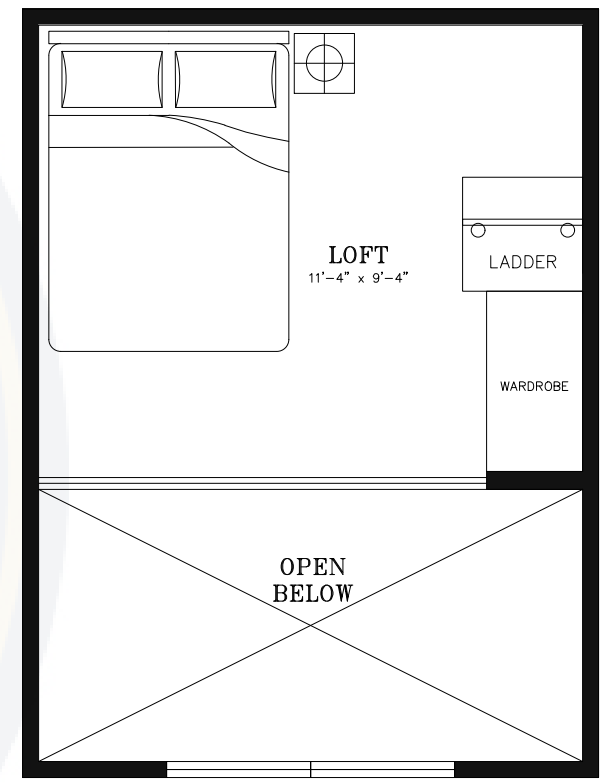 LOFT
11'-4" x 9'-4"
LADDER
WARDROBE
OPEN
BELOW